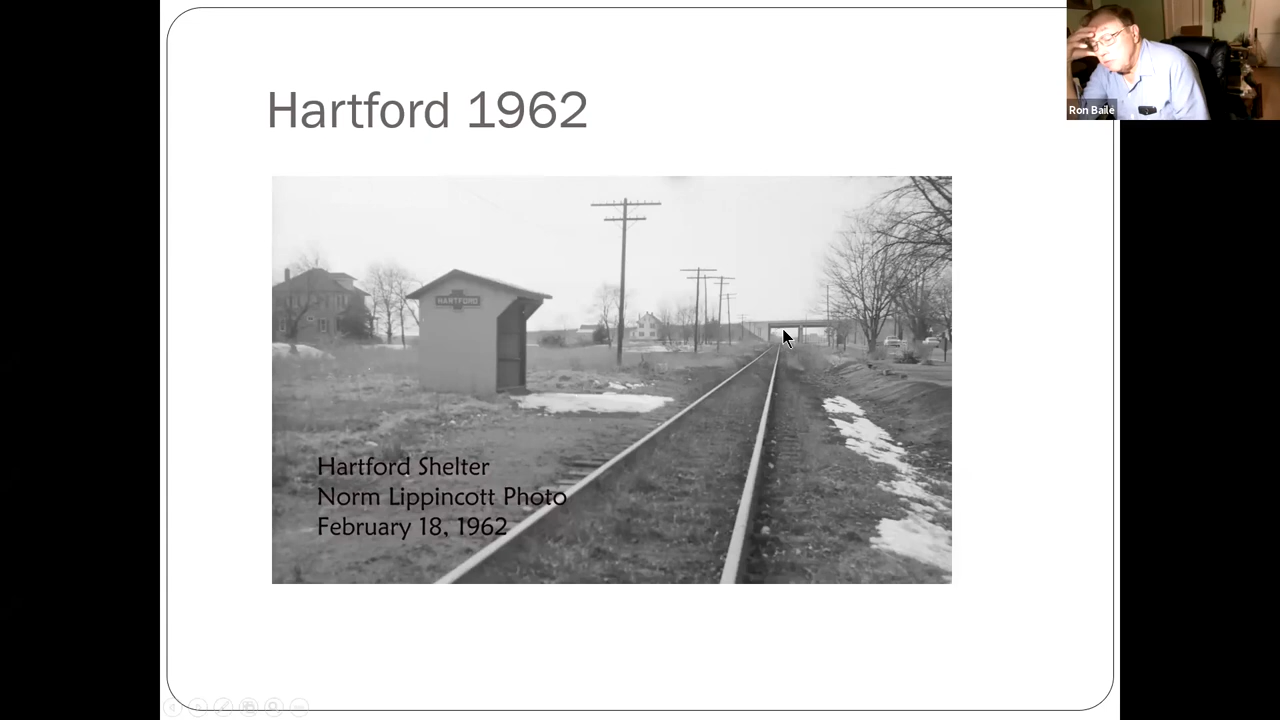 Hartford 1962
Ron Baile
HARTFORD
Hartford Shelter
Norm Lippincott Photo
February 18, 1962